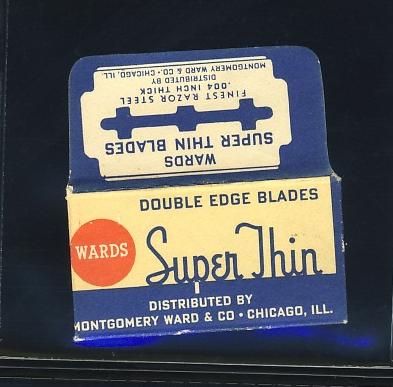 WARDS
SUPER THIN BLADES
FINEST RAZOR STEEL
.004 INCH THICK
DISTRIBUTED BY
MONTGOMERY WARD & CO · CHICAGO, ILL.
DOUBLE EDGE BLADES
WARDS
Super Thin
DISTRIBUTED BY
MONTGOMERY WARD & CO · CHICAGO, ILL.